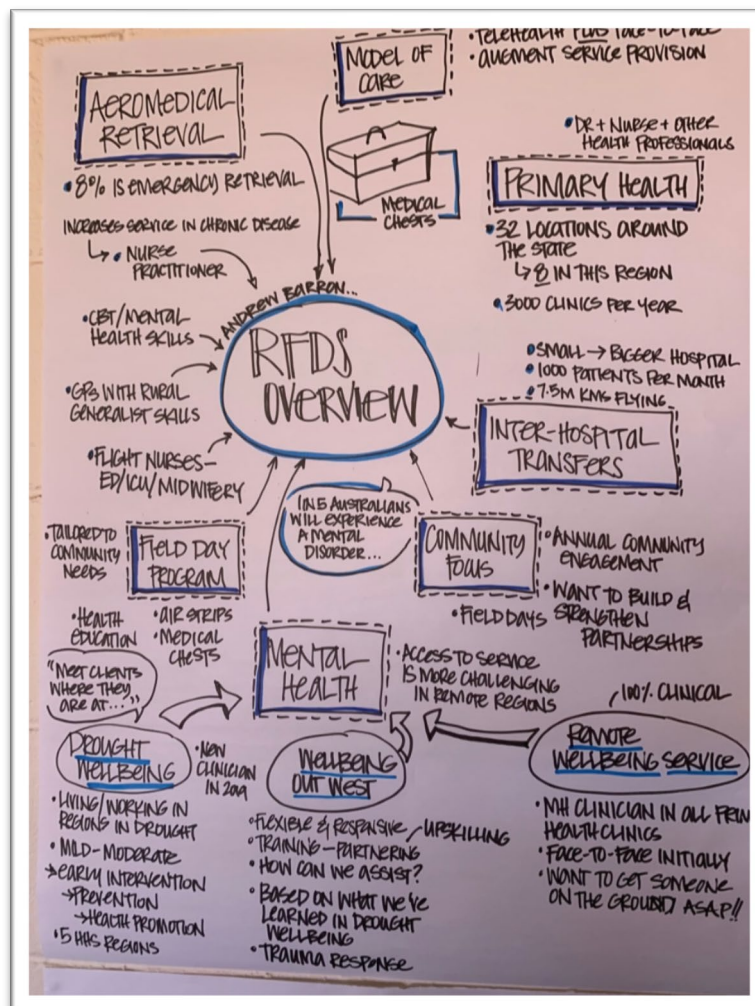 MODEL OF
CARE
• TELEHEALTH PLUS FACE-TO-FACE
• AUGMENT SERVICE PROVISION
MEDICAL
CHESTS
AEROMEDICAL
RETRIEVAL
• 8% IS EMERGENCY RETRIEVAL
INCREASES SERVICE IN CHRONIC DISEASE
↳ • NURSE
PRACTITIONER
• CBT/MENTAL
HEALTH SKILLS
• GPs WITH RURAL
GENERALIST SKILLS
• FLIGHT NURSES –
ED/ICU/MIDWIFERY
ANDREW BARRON...
RFDS
OVERVIEW
• DR + NURSE + OTHER
HEALTH PROFESSIONALS
PRIMARY HEALTH
• 32 LOCATIONS AROUND
THE STATE
↳ 8 IN THIS REGION
• 3000 CLINICS PER YEAR
• SMALL → BIGGER HOSPITAL
• 1000 PATIENTS PER MONTH
• 7.5M KMS FLYING
INTER-HOSPITAL
TRANSFERS
1 IN 5 AUSTRALIANS
WILL EXPERIENCE
A MENTAL
DISORDER...
• TAILORED TO
COMMUNITY
NEEDS
FIELD DAY
PROGRAM
• HEALTH
EDUCATION
• AIR STRIPS
• MEDICAL
CHESTS
COMMUNITY
FOCUS
• ANNUAL COMMUNITY
ENGAGEMENT
• WANT TO BUILD &
STRENGTHEN
PARTNERSHIPS
• FIELD DAYS
MENTAL
HEALTH
• ACCESS TO SERVICE
IS MORE CHALLENGING
IN REMOTE REGIONS
"MEET CLIENTS
WHERE THEY
ARE AT..."
DROUGHT
WELLBEING
• NEW
CLINICIAN
IN 2019
• LIVING/WORKING IN
REGIONS IN DROUGHT
• MILD – MODERATE
→ EARLY INTERVENTION
→ PREVENTION
→ HEALTH PROMOTION
• 5 HHS REGIONS
WELLBEING
OUT WEST
• FLEXIBLE & RESPONSIVE / UPSKILLING
• TRAINING – PARTNERING
• HOW CAN WE ASSIST?
• BASED ON WHAT WE'VE
LEARNED IN DROUGHT
WELLBEING
• TRAUMA RESPONSE
100% CLINICAL
REMOTE
WELLBEING SERVICE
• MH CLINICIAN IN ALL PRIM
HEALTH CLINICS
• FACE-TO-FACE INITIALLY
• WANT TO GET SOMEONE
ON THE GROUND ASAP!!